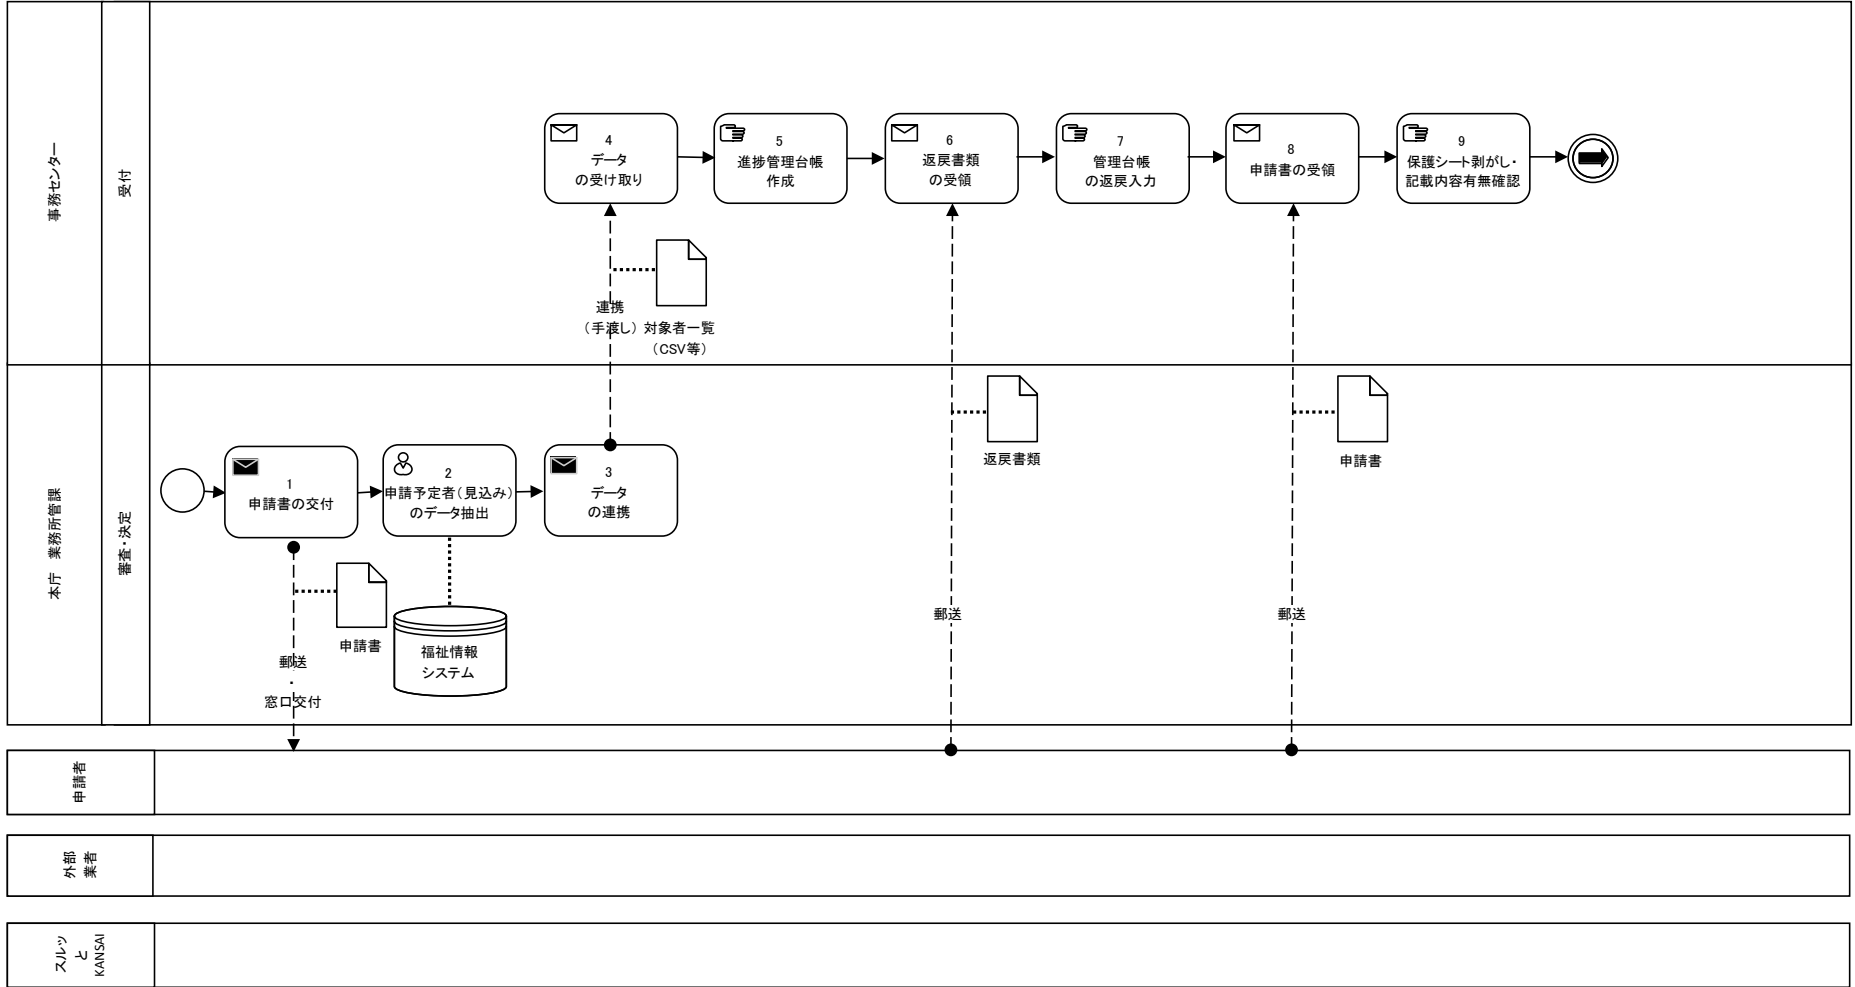 事務センター
受付
4
データ
の受け取り
5
進捗管理台帳
作成
6
返戻書類
の受領
7
管理台帳
の返戻入力
8
申請書の受領
9
保護シート剥がし・
記載内容有無確認
連携
（手渡し）
対象者一覧
（CSV等）
本庁　業務所管課
審査・決定
1
申請書の交付
2
申請予定者（見込み）
のデータ抽出
3
データ
の連携
返戻書類
申請書
申請書
郵送
・
窓口交付
福祉情報
システム
郵送
郵送
申請者
外部
業者
スルッ
と
KANSAI